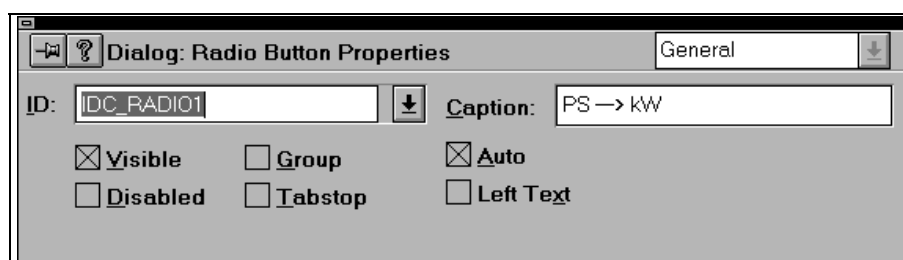 ? Dialog: Radio Button Properties General
ID: IDC_RADIO1 Caption: PS —> kW
Visible Group Auto
Disabled Tabstop Left Text